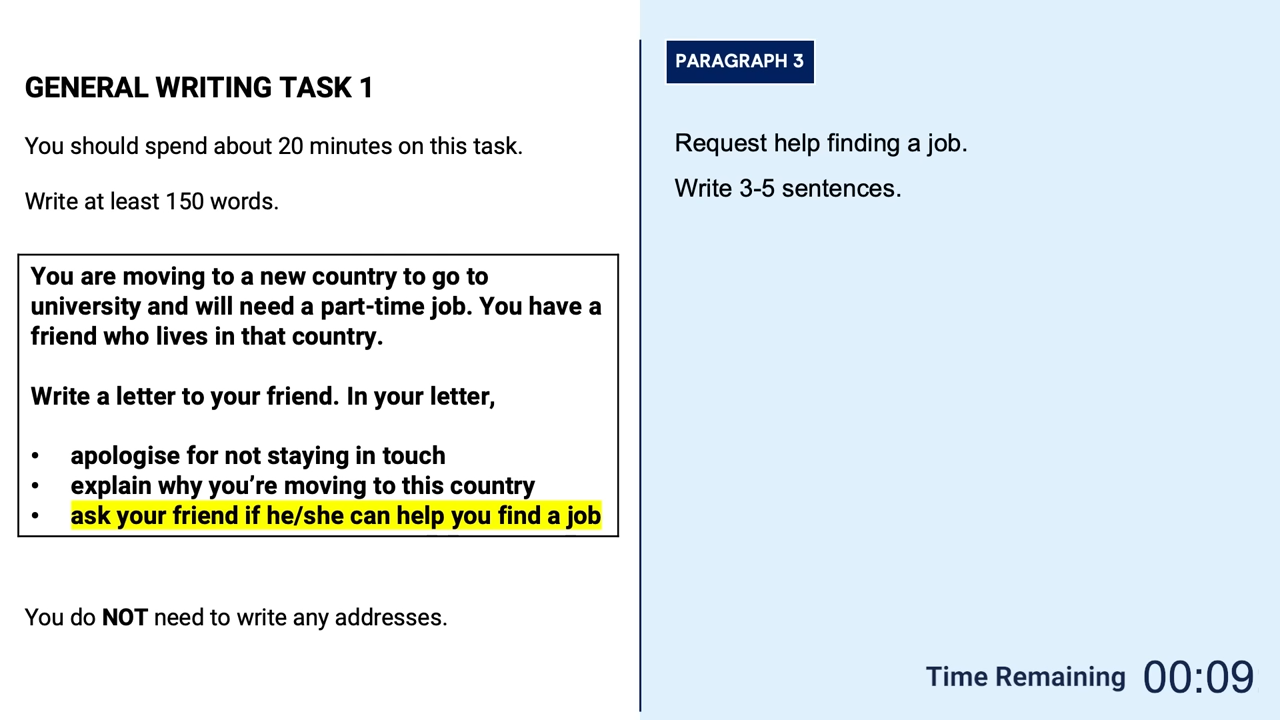 GENERAL WRITING TASK 1
You should spend about 20 minutes on this task.
Write at least 150 words.
You are moving to a new country to go to
university and will need a part-time job. You have a
friend who lives in that country.
Write a letter to your friend. In your letter,
• apologise for not staying in touch
• explain why you’re moving to this country
• ask your friend if he/she can help you find a job
You do NOT need to write any addresses.
PARAGRAPH 3
Request help finding a job.
Write 3-5 sentences.
Time Remaining 00:09